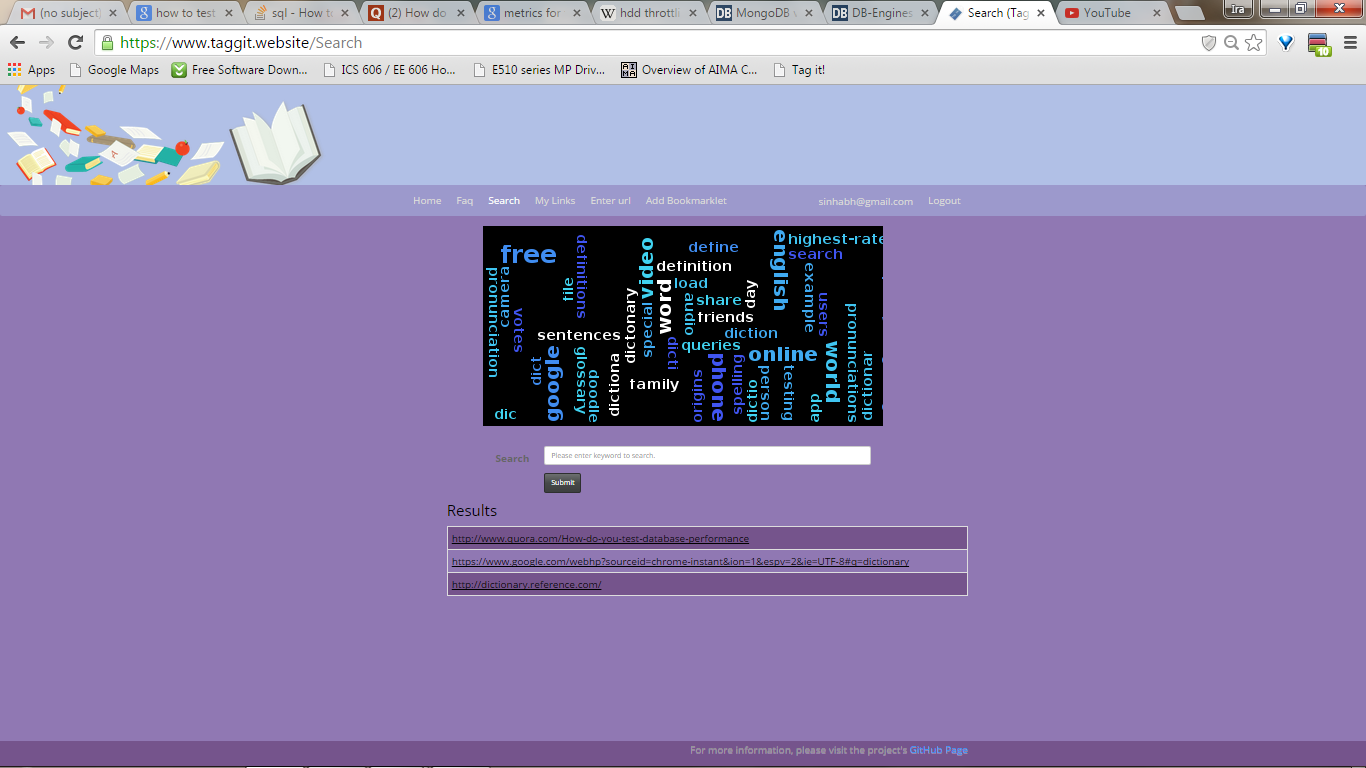 (no subject)
how to test
sql - How to
(2) How do
metrics for
hdd throttli
MongoDB v
DB-Engines
Search (Tag
YouTube
Ira
https://www.taggit.website/Search
10
Apps
Google Maps
Free Software Down...
ICS 606 / EE 606 Ho...
E510 series MP Driv...
Overview of AIMA C...
Tag it!
Home
Faq
Search
My Links
Enter url
Add Bookmarklet
sinhabh@gmail.com
Logout
free
definitions
video
define
english
highest-rate
search
definition
pronunciation
camera
file
load
word
example
day
audio
share
users
votes
special
dictonary
friends
pronunciations
sentences
diction
dicti
queries
online
world
dict
google
glossary
doodle
dictiona
phone
spelling
family
origins
dictio
person
testing
app
dictionar
dic
Search
Please enter keyword to search.
Submit
Results
http://www.quora.com/How-do-you-test-database-performance
https://www.google.com/webhp?sourceid=chrome-instant&ion=1&espv=2&ie=UTF-8#q=dictionary
http://dictionary.reference.com/
For more information, please visit the project's GitHub Page